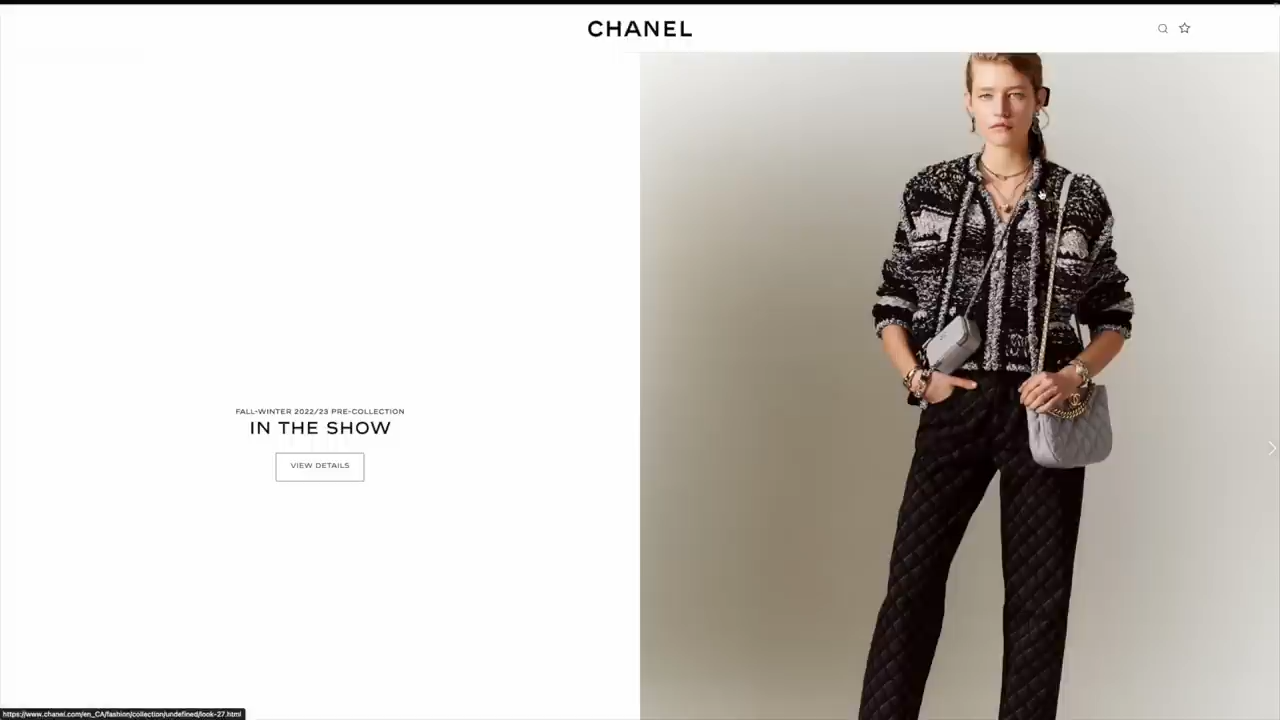 CHANEL
FALL-WINTER 2022/23 PRE-COLLECTION
IN THE SHOW
VIEW DETAILS
https://www.chanel.com/en_CA/fashion/collection/undefined/look-27.html